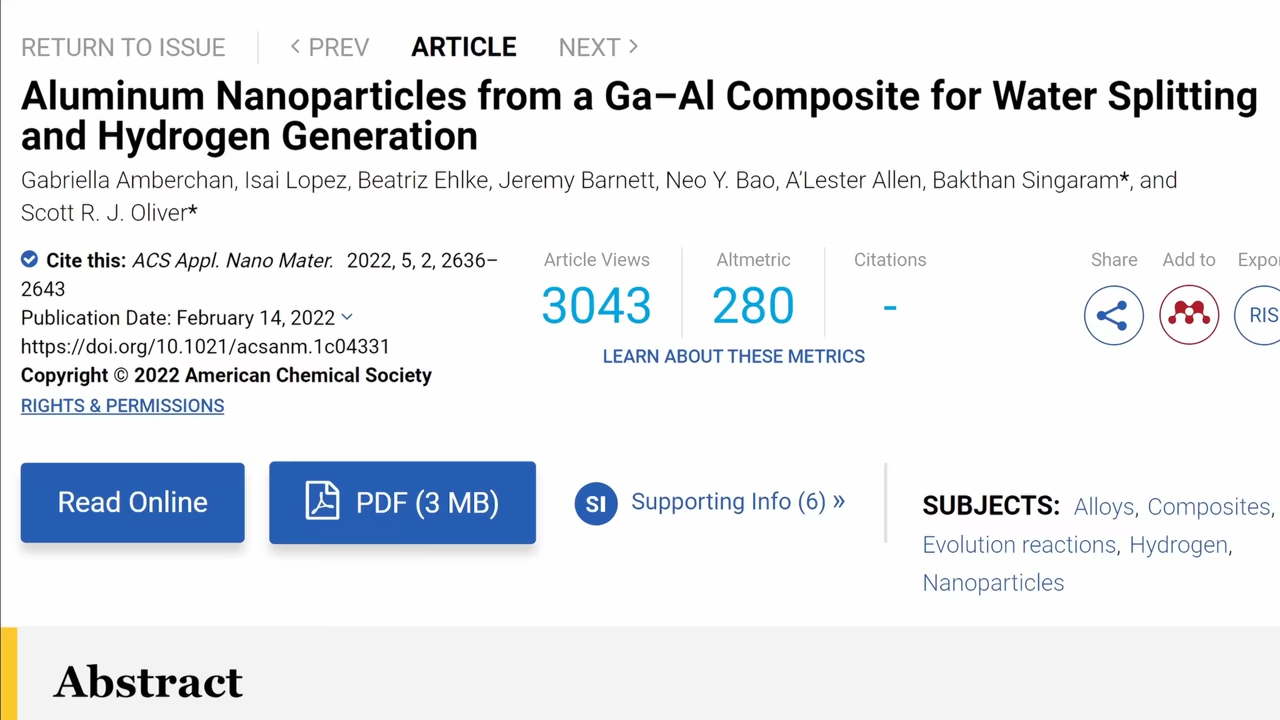 RETURN TO ISSUE < PREV ARTICLE NEXT >
Aluminum Nanoparticles from a Ga–Al Composite for Water Splitting
and Hydrogen Generation
Gabriella Amberchan, Isai Lopez, Beatriz Ehlke, Jeremy Barnett, Neo Y. Bao, A’Lester Allen, Bakthan Singaram*, and
Scott R. J. Oliver*
Cite this: ACS Appl. Nano Mater. 2022, 5, 2, 2636–
2643
Publication Date: February 14, 2022
https://doi.org/10.1021/acsanm.1c04331
Copyright © 2022 American Chemical Society
RIGHTS & PERMISSIONS
Article Views
3043
Altmetric
280
Citations
-
LEARN ABOUT THESE METRICS
Share Add to Expor
RIS
Read Online
PDF (3 MB)
SI Supporting Info (6) »
SUBJECTS: Alloys, Composites,
Evolution reactions, Hydrogen,
Nanoparticles
Abstract